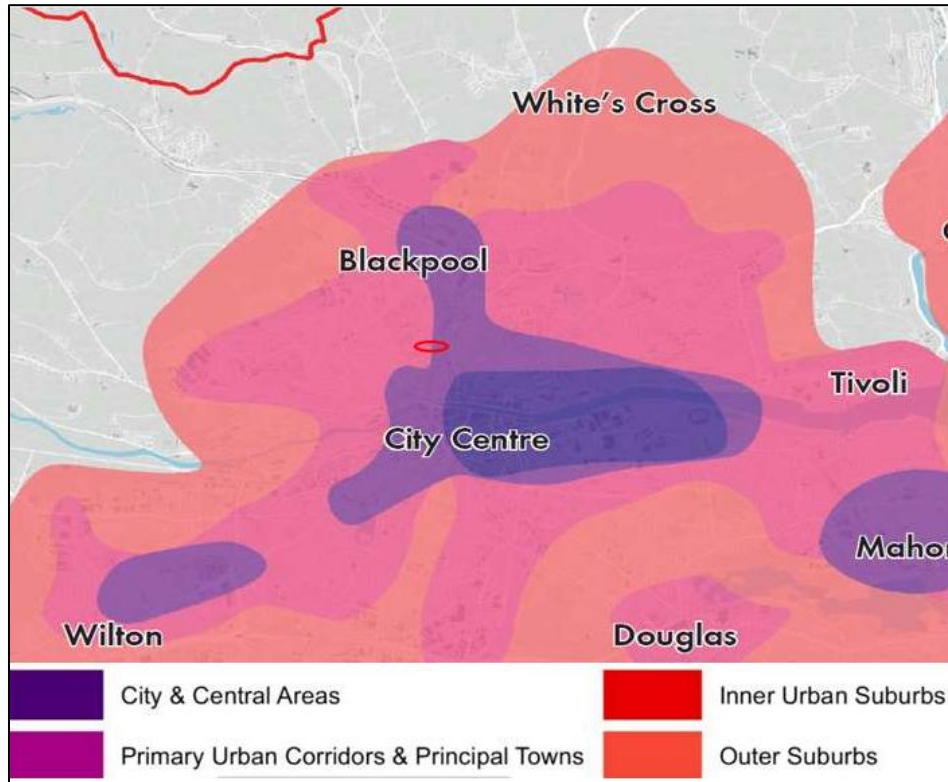 White's Cross
Blackpool
Tivoli
City Centre
Mahon
Wilton
Douglas
City & Central Areas
Inner Urban Suburbs
Primary Urban Corridors & Principal Towns
Outer Suburbs